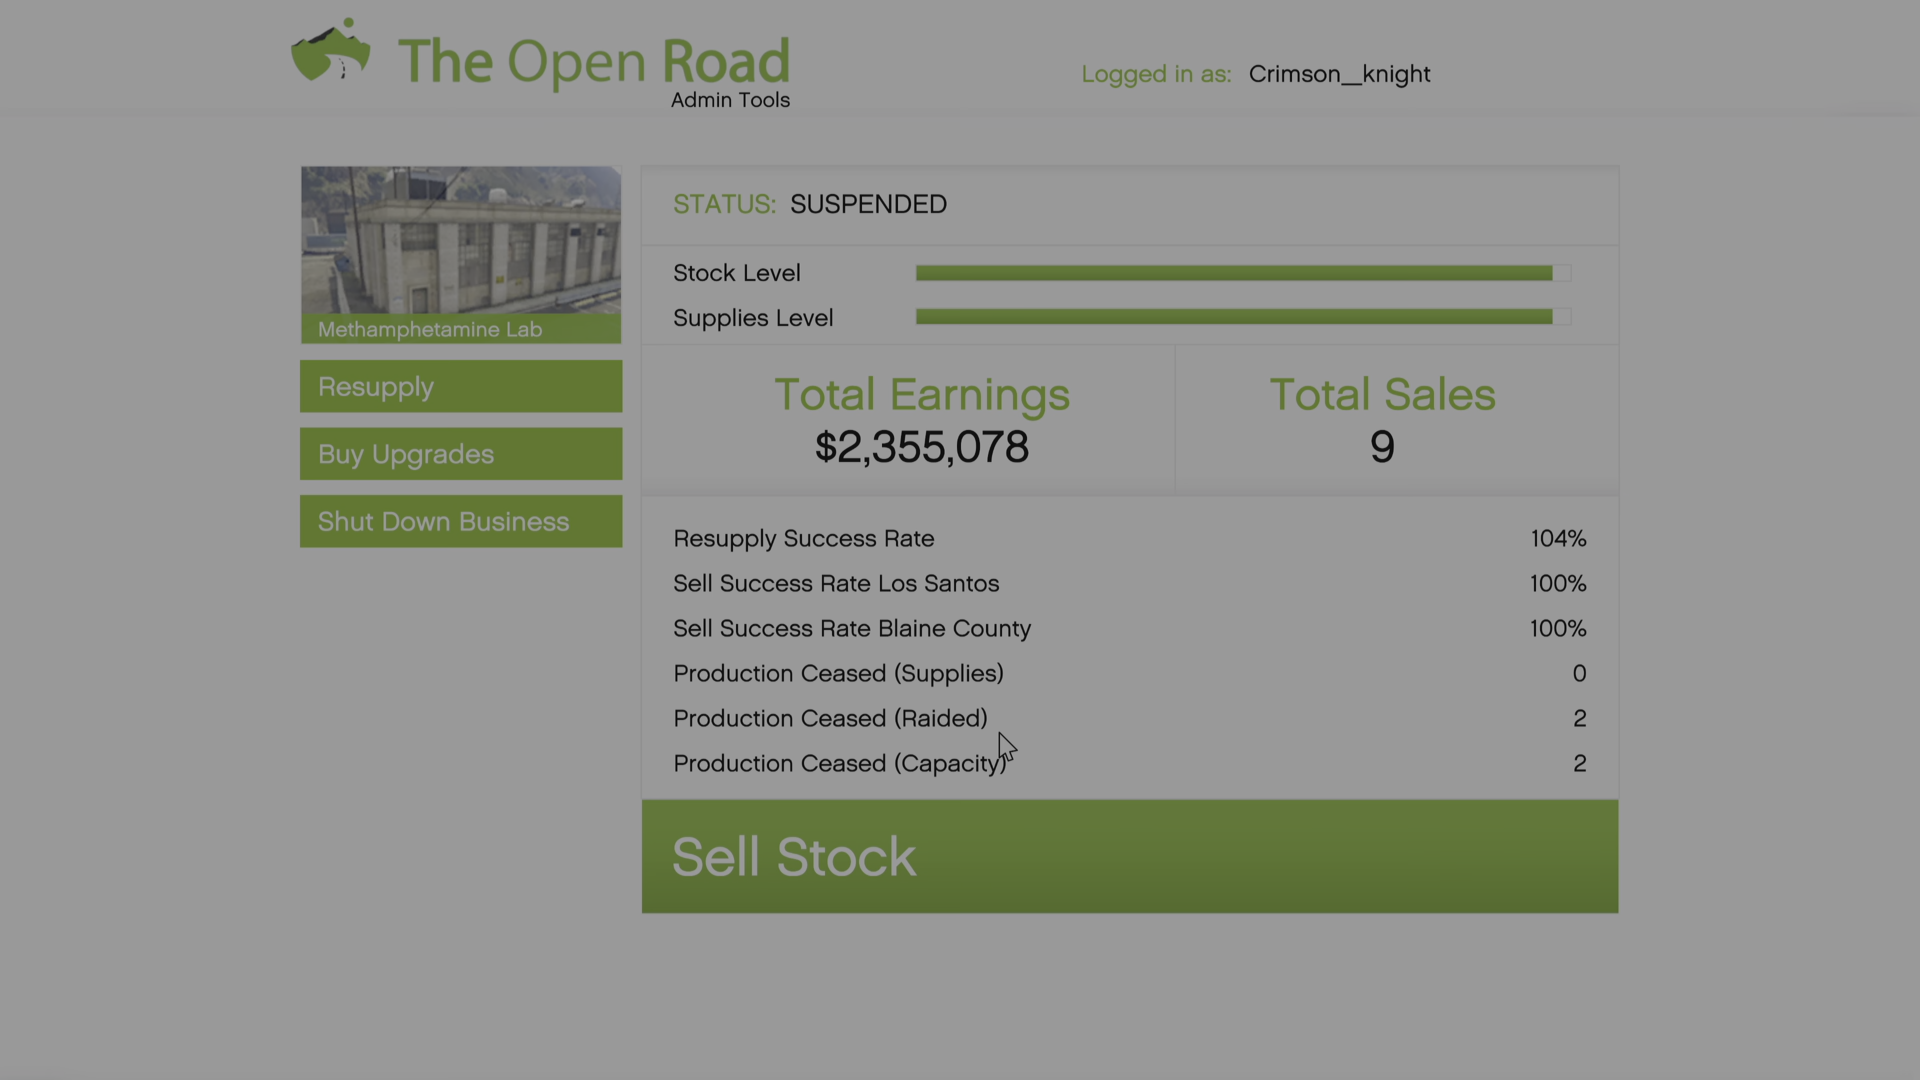 The Open Road
Admin Tools
Logged in as: Crimson__knight
Methamphetamine Lab
Resupply
Buy Upgrades
Shut Down Business
STATUS: SUSPENDED
Stock Level
Supplies Level
Total Earnings
$2,355,078
Total Sales
9
Resupply Success Rate 104%
Sell Success Rate Los Santos 100%
Sell Success Rate Blaine County 100%
Production Ceased (Supplies) 0
Production Ceased (Raided) 2
Production Ceased (Capacity) 2
Sell Stock